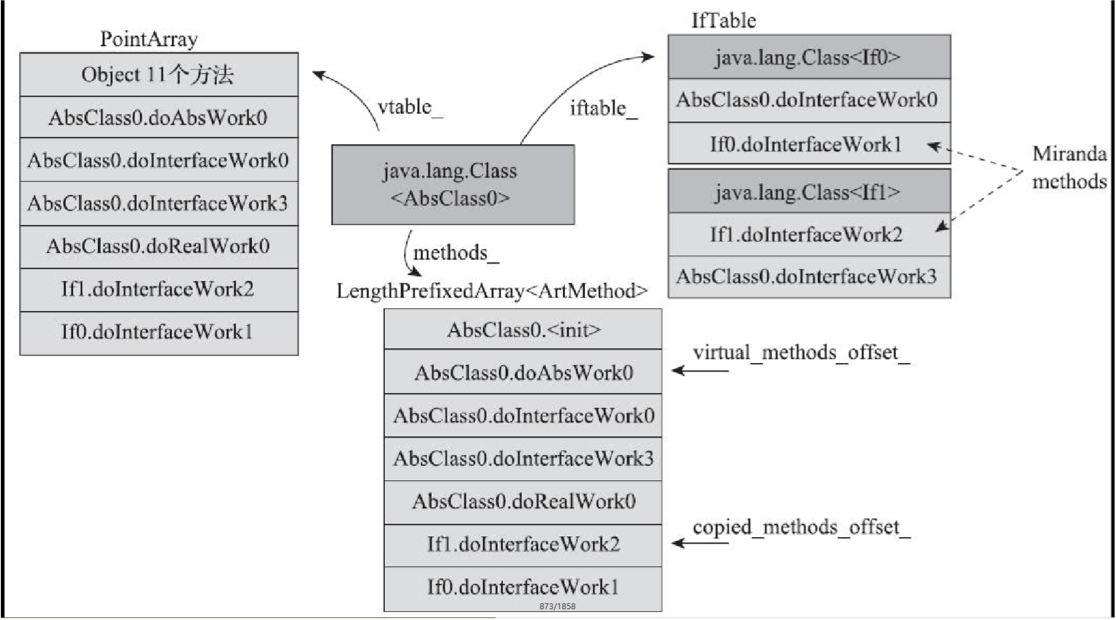 PointArray
Object 11个方法
AbsClass0.doAbsWork0
AbsClass0.doInterfaceWork0
AbsClass0.doInterfaceWork3
AbsClass0.doRealWork0
If1.doInterfaceWork2
If0.doInterfaceWork1
vtable_
java.lang.Class
<AbsClass0>
iftable_
IfTable
java.lang.Class<If0>
AbsClass0.doInterfaceWork0
If0.doInterfaceWork1
java.lang.Class<If1>
If1.doInterfaceWork2
AbsClass0.doInterfaceWork3
Miranda
methods
methods_
LengthPrefixedArray<ArtMethod>
AbsClass0.<init>
AbsClass0.doAbsWork0
AbsClass0.doInterfaceWork0
AbsClass0.doInterfaceWork3
AbsClass0.doRealWork0
If1.doInterfaceWork2
If0.doInterfaceWork1
virtual_methods_offset_
copied_methods_offset_
873/1858